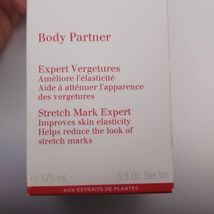 Body Partner
Expert Vergetures
Améliore l'élasticité
Aide à atténuer l'apparence
des vergetures
Stretch Mark Expert
Improves skin elasticity
Helps reduce the look of
stretch marks
e 175 mL 5.8 Oz. Net Wt.
AUX EXTRAITS DE PLANTES